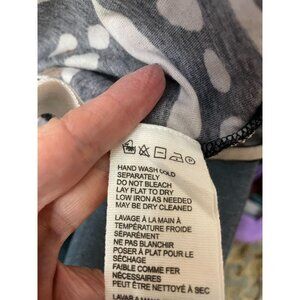 HAND WASH COLD
SEPARATELY
DO NOT BLEACH
LAY FLAT TO DRY
LOW IRON AS NEEDED
MAY BE DRY CLEANED
LAVAGE À LA MAIN À
TEMPÉRATURE FROIDE
SÉPARÉMENT
NE PAS BLANCHIR
POSER À PLAT POUR LE
SÉCHAGE
FAIBLE COMME FER
NÉCESSAIRES
PEUT ÊTRE NETTOYÉ À SEC
LAVAR A